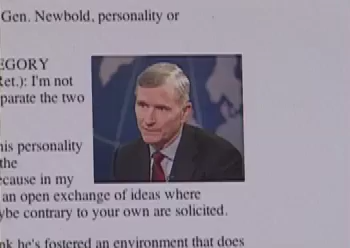 Gen. Newbold, personality or
EGORY
Ret.): I'm not
parate the two
his personality
the
ecause in my
an open exchange of ideas where
ybe contrary to your own are solicited.
nk he's fostered an environment that does